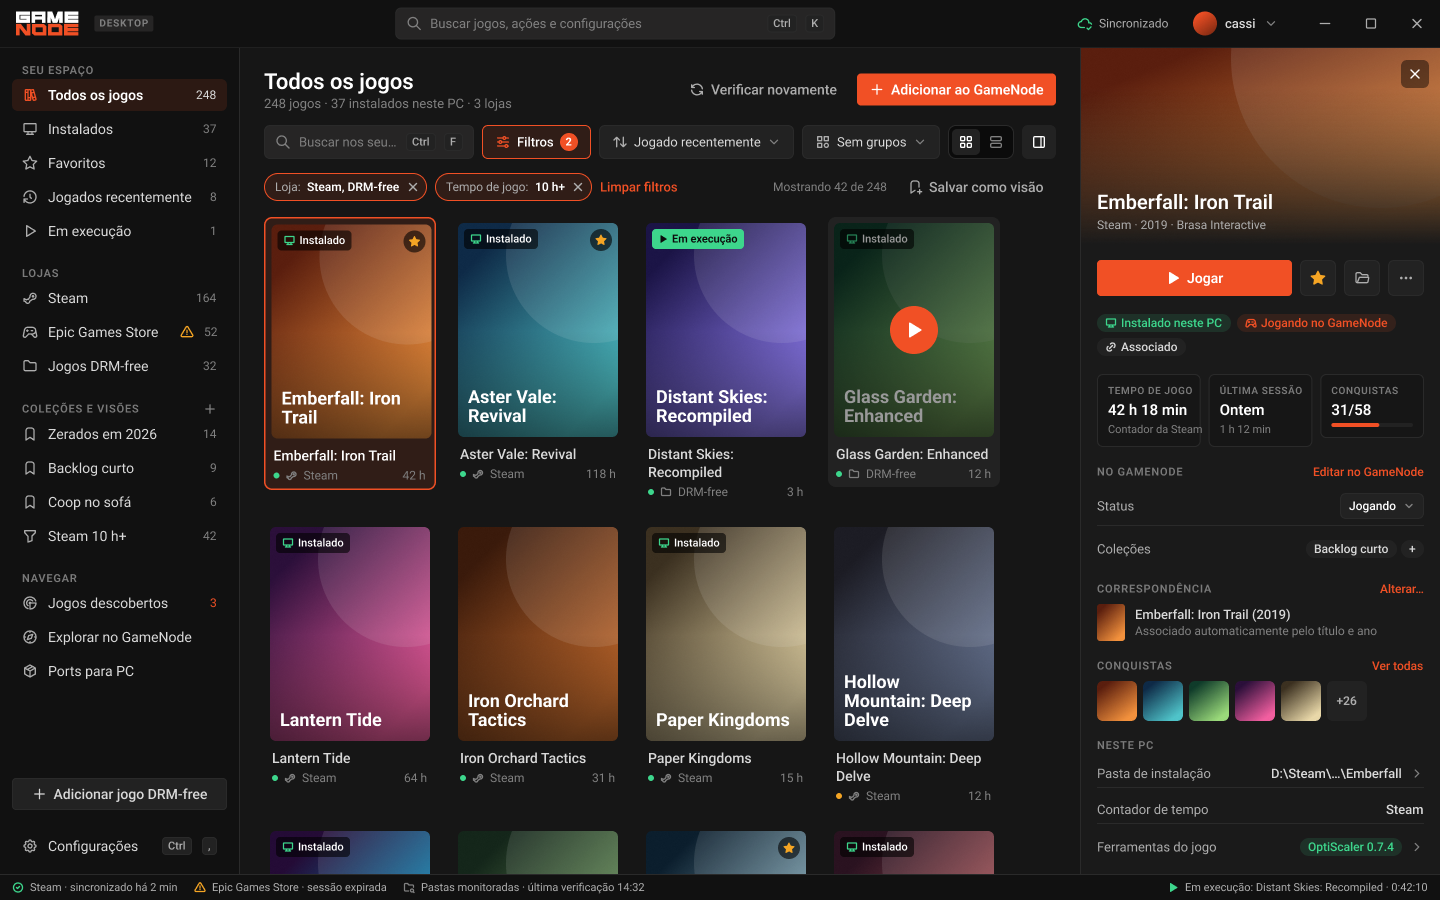 GAME NODE
DESKTOP
Buscar jogos, ações e configurações
Ctrl K
Sincronizado
cassi
SEU ESPAÇO
Todos os jogos 248
Instalados 37
Favoritos 12
Jogados recentemente 8
Em execução 1
LOJAS
Steam 164
Epic Games Store 52
Jogos DRM-free 32
COLEÇÕES E VISÕES
Zerados em 2026 14
Backlog curto 9
Coop no sofá 6
Steam 10 h+ 42
NAVEGAR
Jogos descobertos 3
Explorar no GameNode
Ports para PC
Adicionar jogo DRM-free
Configurações Ctrl ,
Todos os jogos
248 jogos · 37 instalados neste PC · 3 lojas
Verificar novamente
Adicionar ao GameNode
Buscar nos seu... Ctrl F
Filtros 2
Jogado recentemente
Sem grupos
Loja: Steam, DRM-free
Tempo de jogo: 10 h+
Limpar filtros
Mostrando 42 de 248
Salvar como visão
Instalado
Emberfall: Iron
Trail
Emberfall: Iron Trail
Steam 42 h
Instalado
Aster Vale:
Revival
Aster Vale: Revival
Steam 118 h
Em execução
Distant Skies:
Recompiled
Distant Skies:
Recompiled
DRM-free 3 h
Instalado
Glass Garden:
Enhanced
Glass Garden: Enhanced
DRM-free 12 h
Instalado
Lantern Tide
Lantern Tide
Steam 64 h
Iron Orchard
Tactics
Iron Orchard Tactics
Steam 31 h
Instalado
Paper Kingdoms
Paper Kingdoms
Steam 15 h
Hollow
Mountain: Deep
Delve
Hollow Mountain: Deep
Delve
Steam 12 h
Instalado
Instalado
Emberfall: Iron Trail
Steam · 2019 · Brasa Interactive
Jogar
Instalado neste PC
Jogando no GameNode
Associado
TEMPO DE JOGO
42 h 18 min
Contador da Steam
ÚLTIMA SESSÃO
Ontem
1 h 12 min
CONQUISTAS
31/58
NO GAMENODE
Editar no GameNode
Status Jogando
Coleções Backlog curto +
CORRESPONDÊNCIA
Alterar...
Emberfall: Iron Trail (2019)
Associado automaticamente pelo título e ano
CONQUISTAS
Ver todas
+26
NESTE PC
Pasta de instalação D:\Steam\...\Emberfall
Contador de tempo Steam
Ferramentas do jogo OptiScaler 0.7.4
Steam · sincronizado há 2 min
Epic Games Store · sessão expirada
Pastas monitoradas · última verificação 14:32
Em execução: Distant Skies: Recompiled · 0:42:10